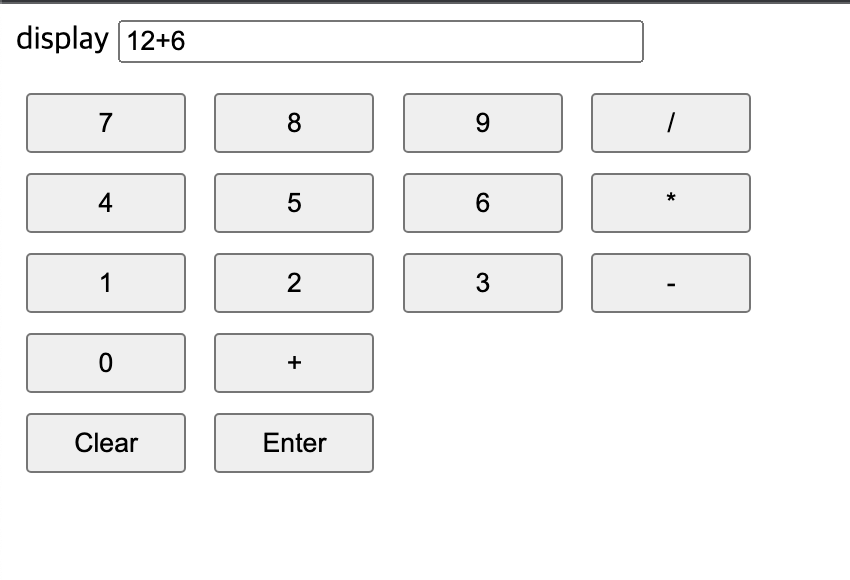 display 12+6
7 8 9 /
4 5 6 *
1 2 3 -
0 +
Clear Enter